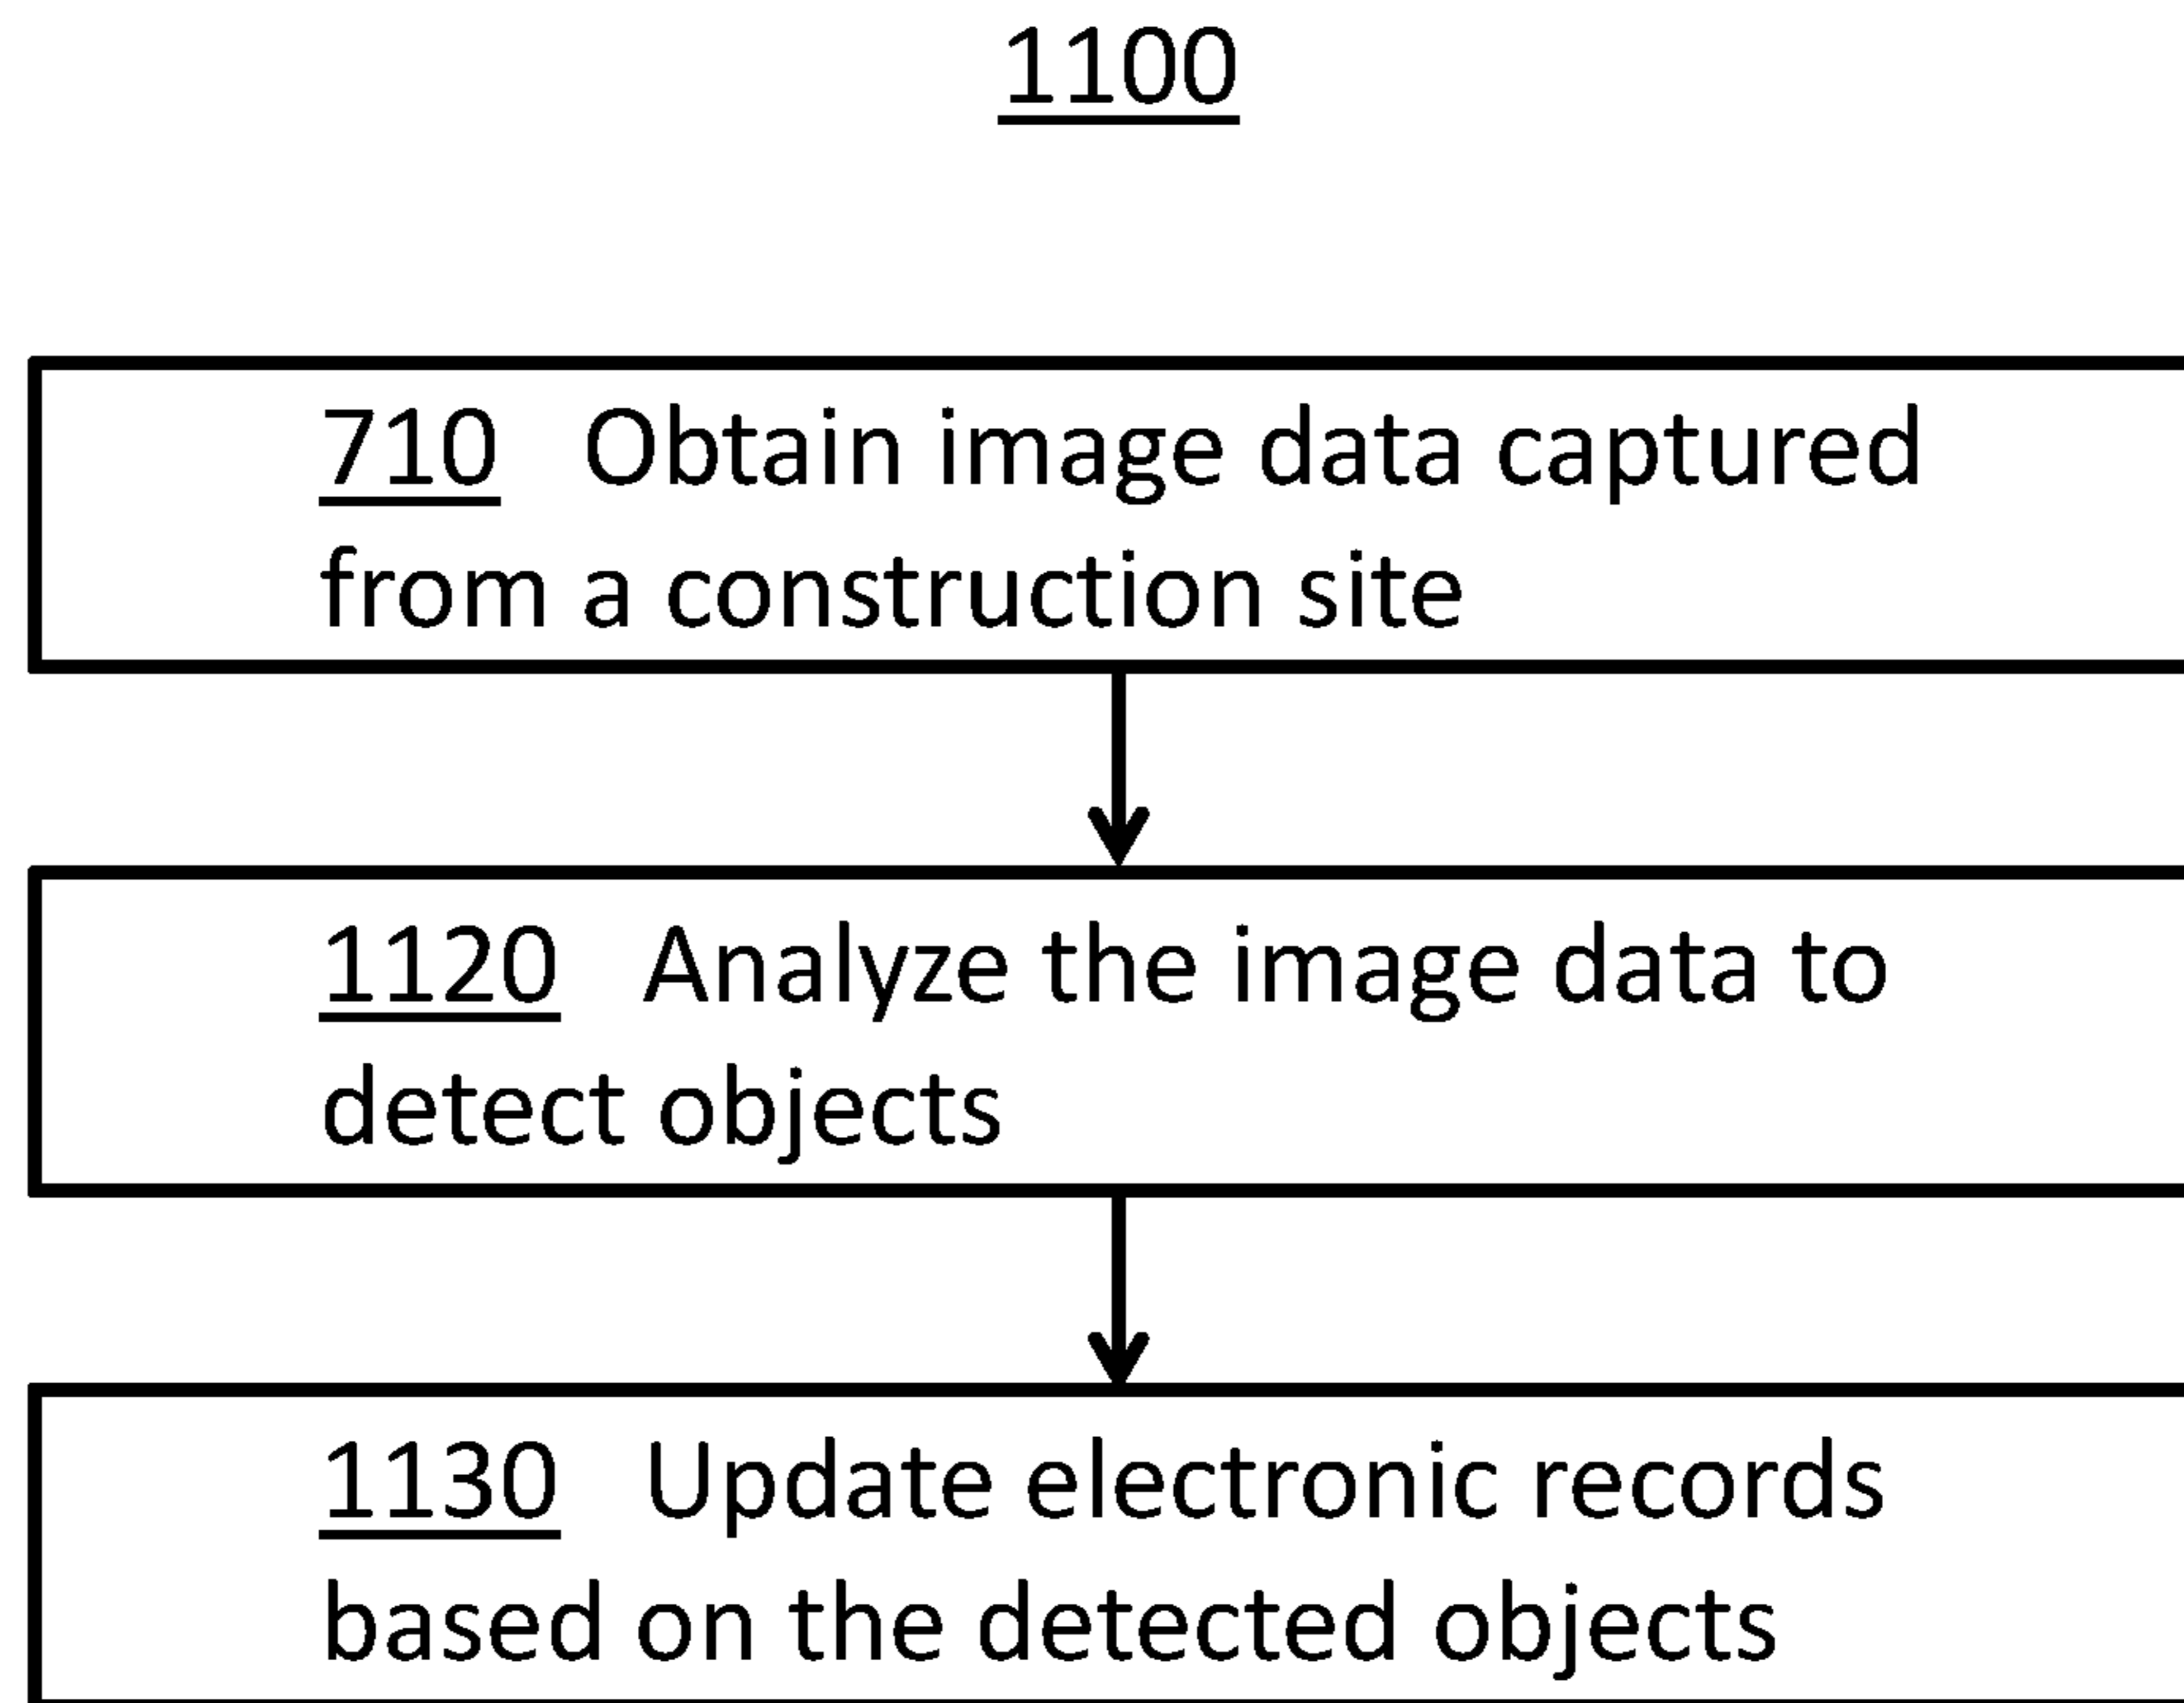 1100
710 Obtain image data captured
from a construction site
1120 Analyze the image data to
detect objects
1130 Update electronic records
based on the detected objects